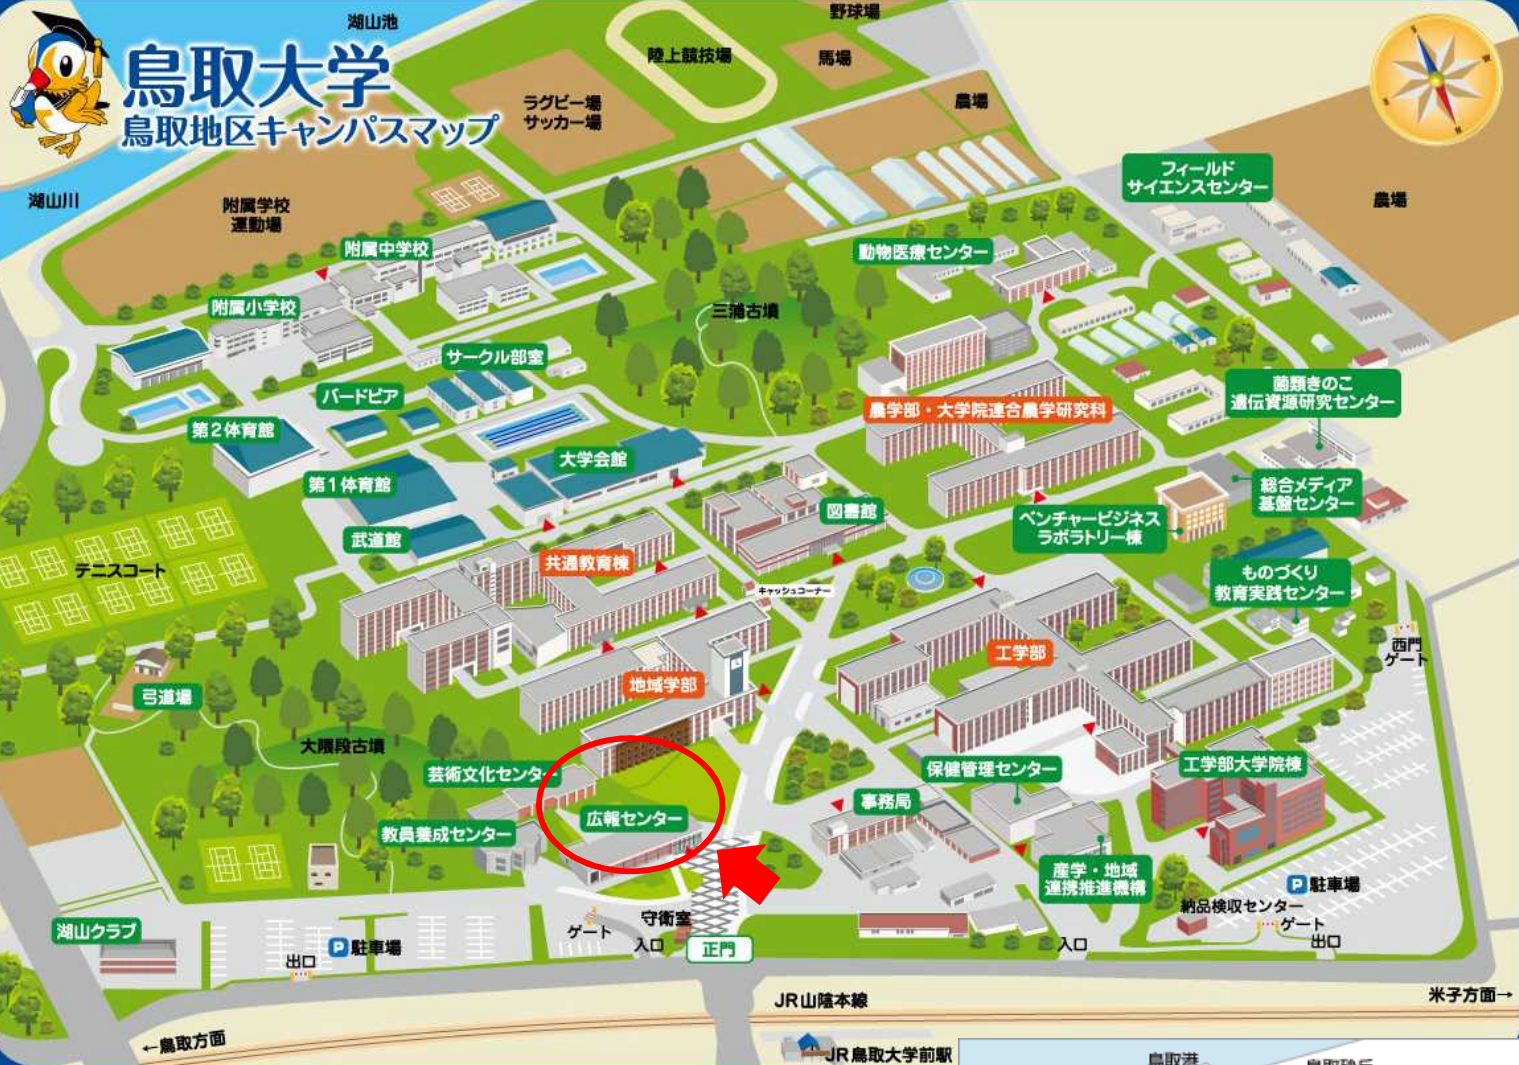 湖山池
野球場
鳥取大学
鳥取地区キャンパスマップ
陸上競技場
馬場
ラグビー場
サッカー場
農場
フィールド
サイエンスセンター
農場
湖山川
附属学校
運動場
附属中学校
動物医療センター
附属小学校
三浦古墳
サークル部室
バードピア
菌類きのこ
遺伝資源研究センター
農学部・大学院連合農学研究科
第2体育館
大学会館
第1体育館
総合メディア
基盤センター
図書館
ベンチャービジネス
ラボラトリー棟
武道館
共通教育棟
テニスコート
ものづくり
教育実践センター
キャッシュコーナー
西門
ゲート
工学部
地域学部
弓道場
大隈段古墳
芸術文化センター
保健管理センター
工学部大学院棟
事務局
広報センター
教員養成センター
産学・地域
連携推進機構
P駐車場
納品検収センター
守衛室
ゲート
ゲート
湖山クラブ
P駐車場
入口
正門
入口
出口
出口
JR山陰本線
米子方面→
←鳥取方面
JR鳥取大学前駅
鳥取港